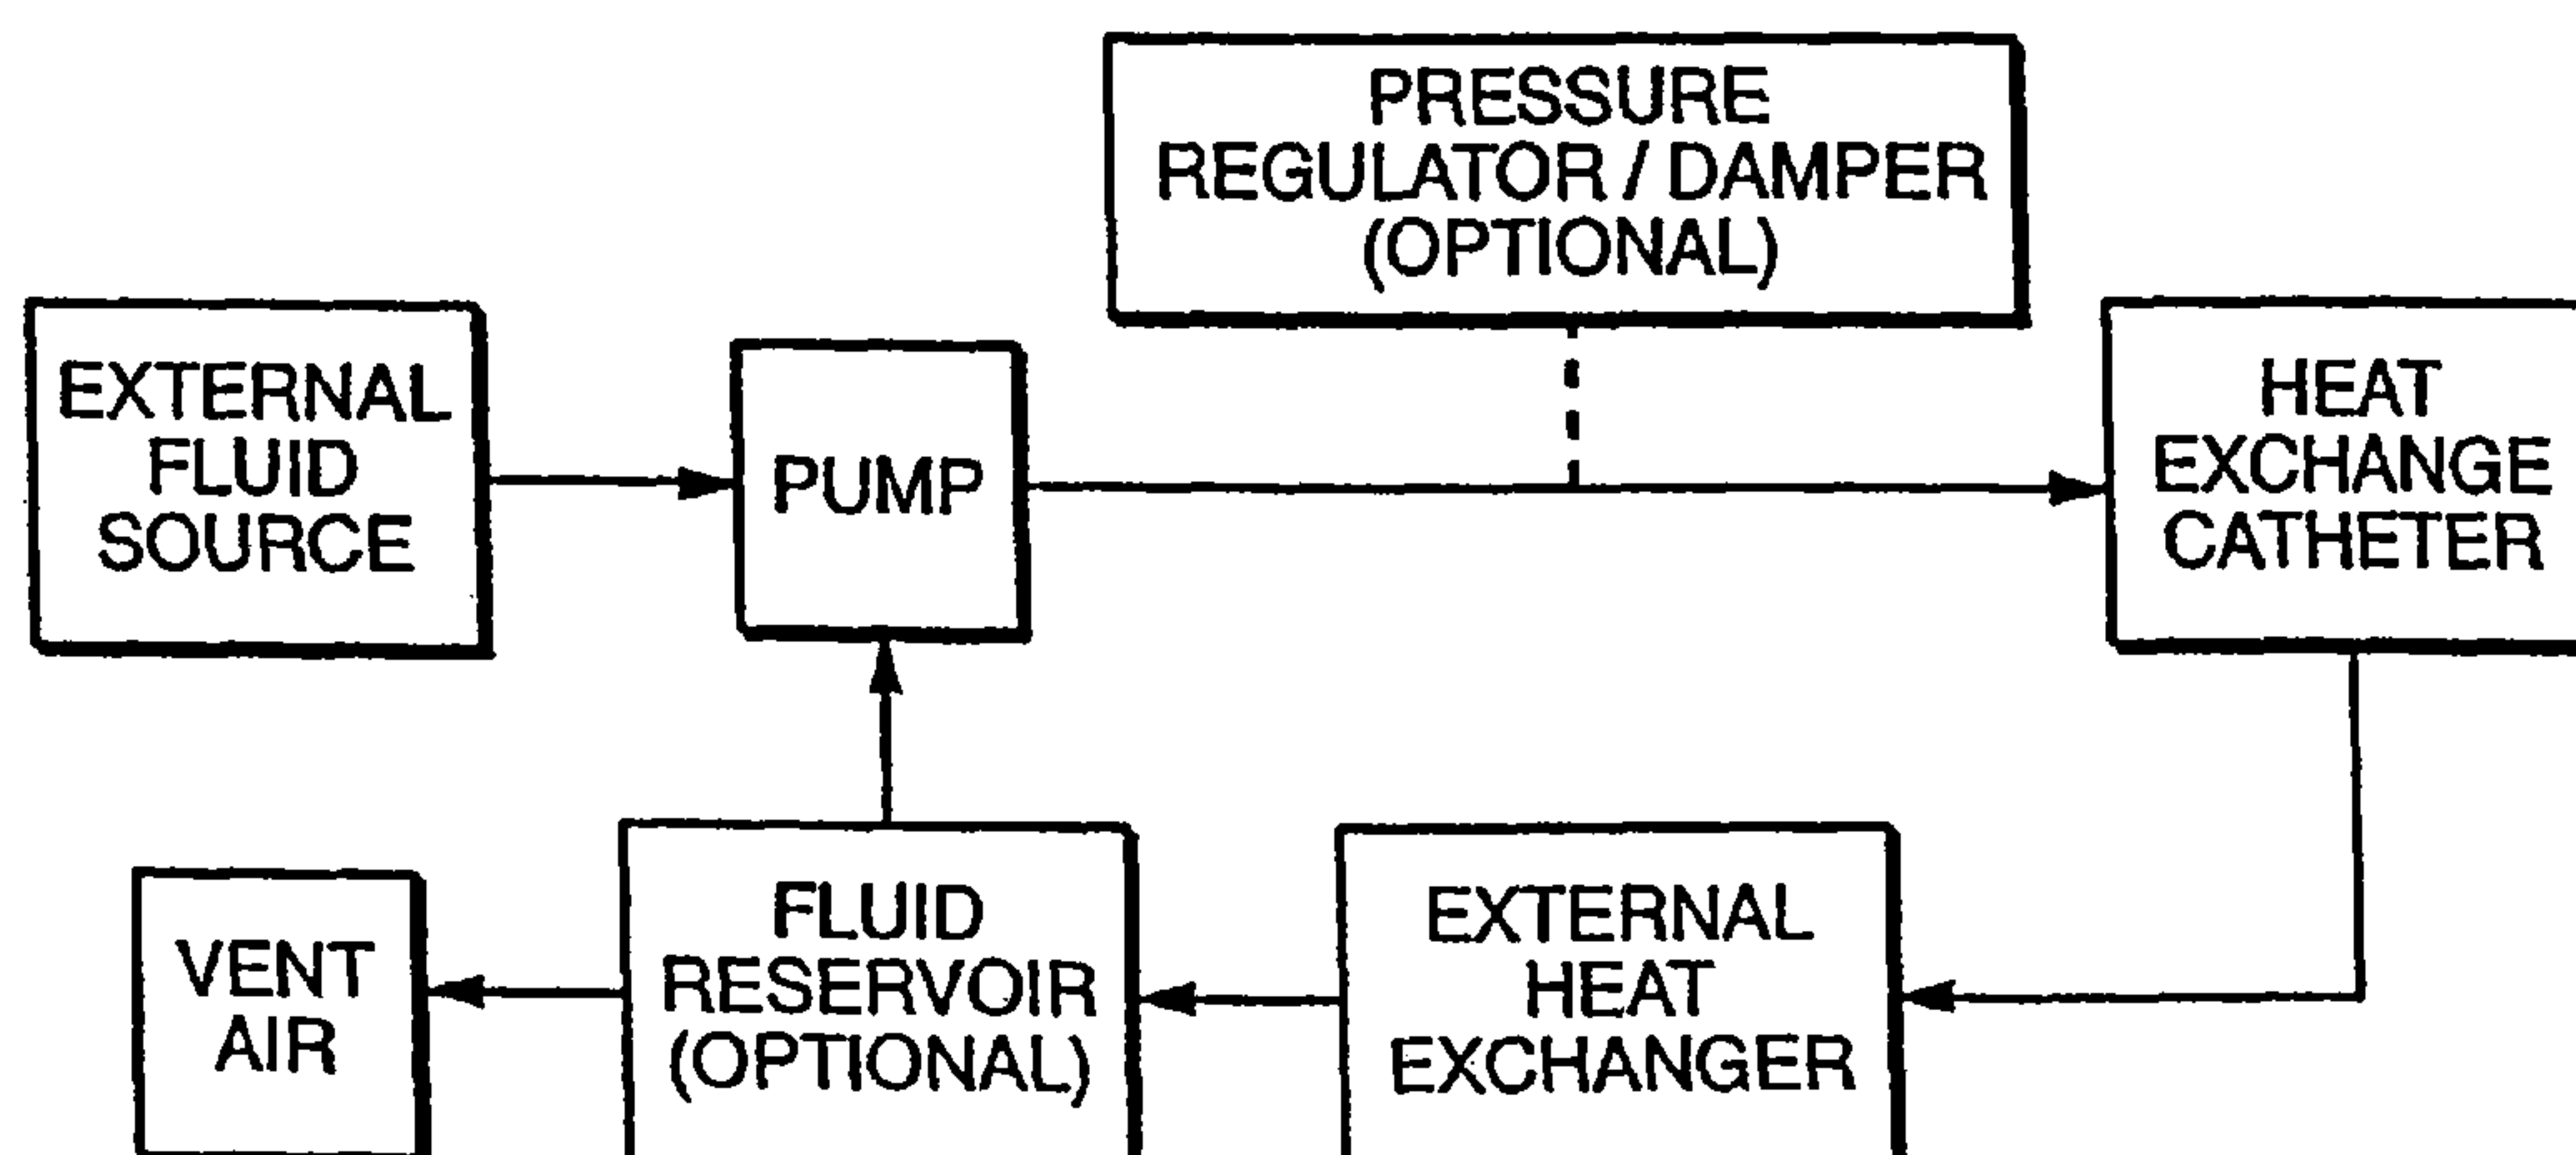 PRESSURE
REGULATOR / DAMPER
(OPTIONAL)
EXTERNAL
FLUID
SOURCE
PUMP
HEAT
EXCHANGE
CATHETER
VENT
AIR
FLUID
RESERVOIR
(OPTIONAL)
EXTERNAL
HEAT
EXCHANGER